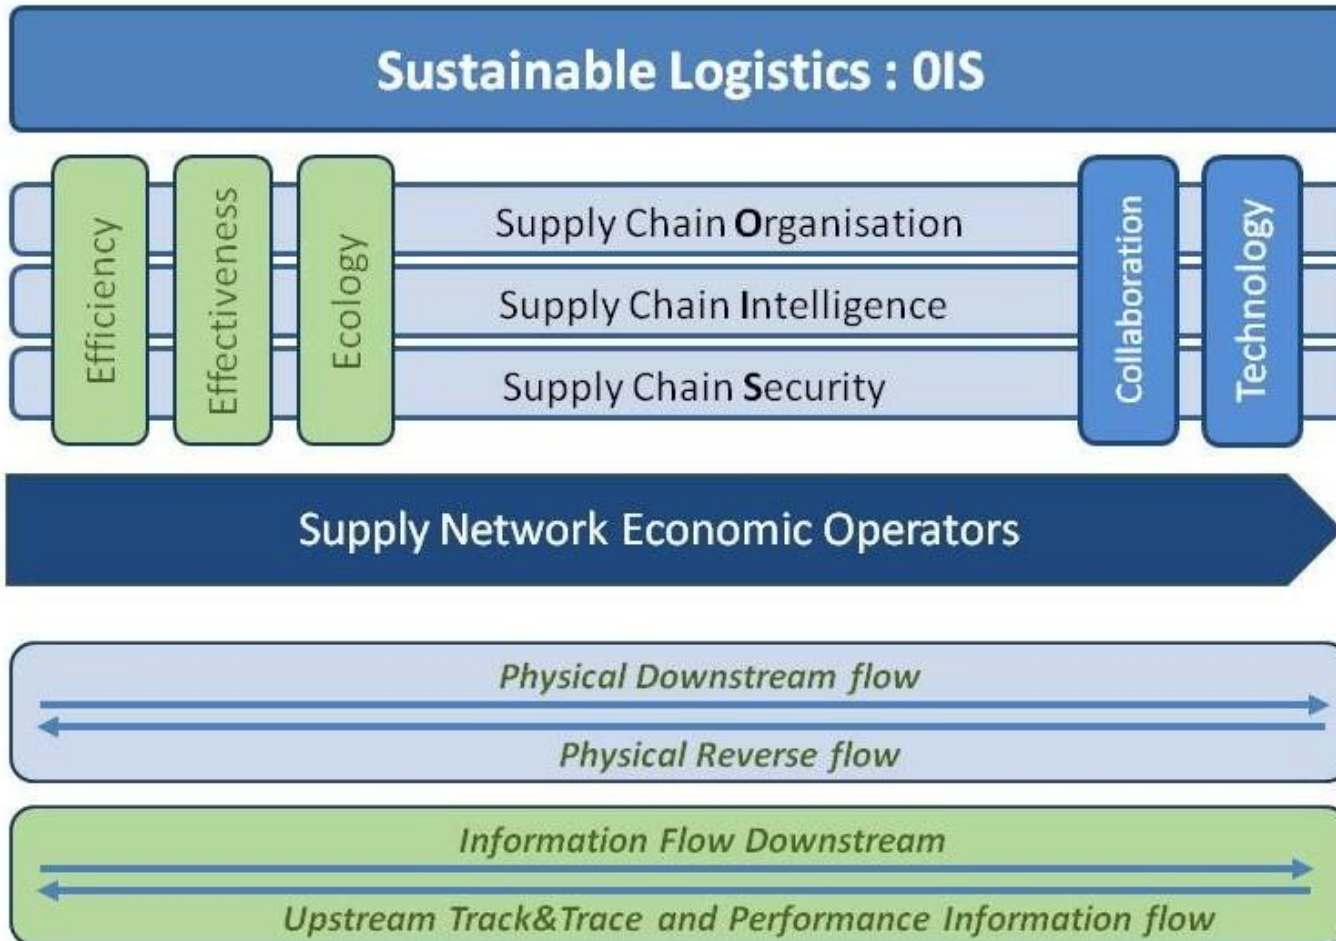 Sustainable Logistics : 0IS
Efficiency
Effectiveness
Ecology
Supply Chain Organisation
Supply Chain Intelligence
Supply Chain Security
Collaboration
Technology
Supply Network Economic Operators
Physical Downstream flow
Physical Reverse flow
Information Flow Downstream
Upstream Track&Trace and Performance Information flow